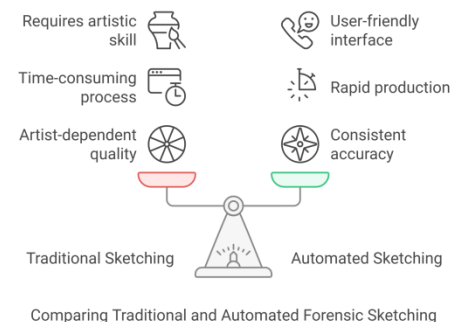 Requires artistic
skill
User-friendly
interface
Time-consuming
process
Rapid production
Artist-dependent
quality
Consistent
accuracy
Traditional Sketching
Automated Sketching
Comparing Traditional and Automated Forensic Sketching